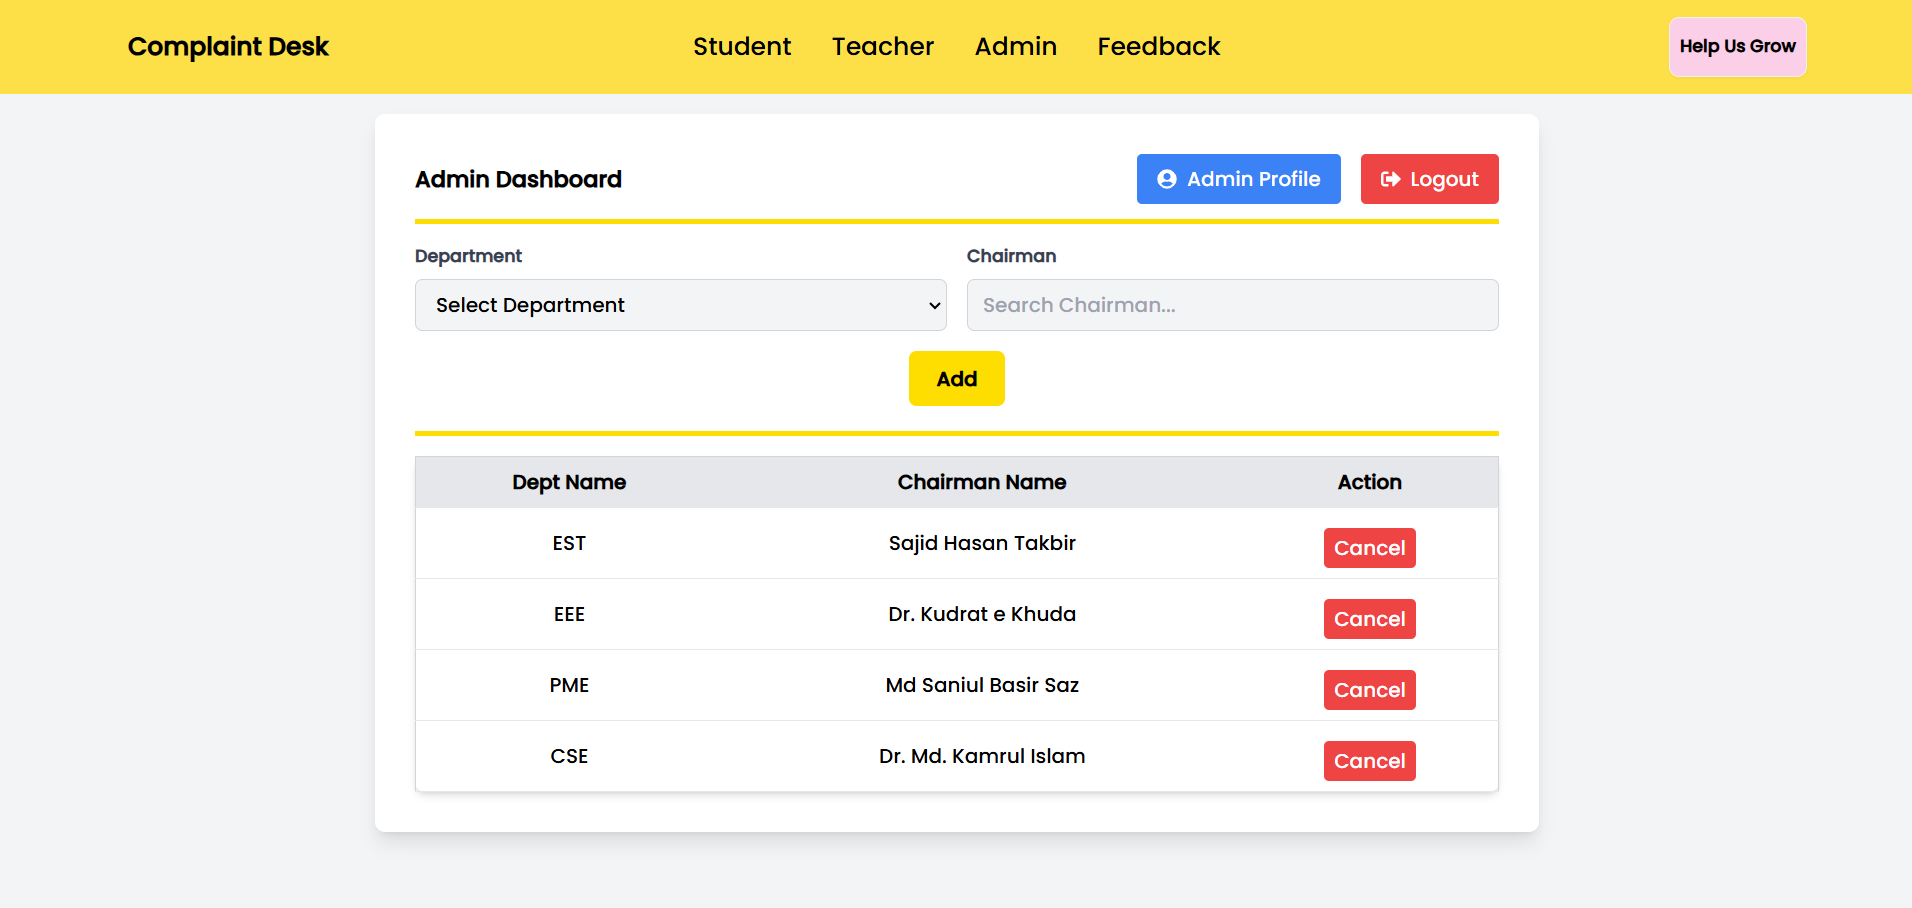 Complaint Desk Student Teacher Admin Feedback Help Us Grow
Admin Dashboard Admin Profile Logout
Department Chairman
Select Department Search Chairman...
Add
Dept Name Chairman Name Action
EST Sajid Hasan Takbir Cancel
EEE Dr. Kudrat e Khuda Cancel
PME Md Saniul Basir Saz Cancel
CSE Dr. Md. Kamrul Islam Cancel